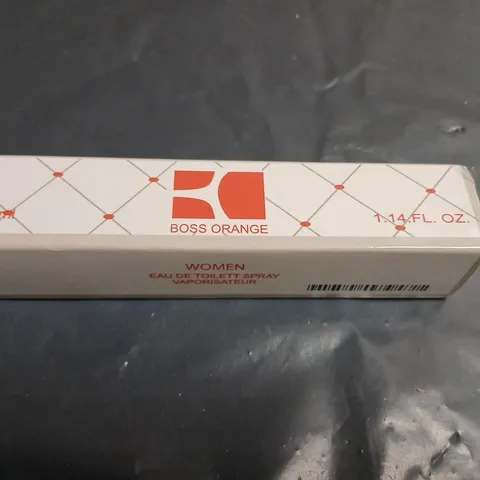 BOSS ORANGE
1.14.FL. OZ.
WOMEN
EAU DE TOILETT SPRAY
VAPORISATEUR